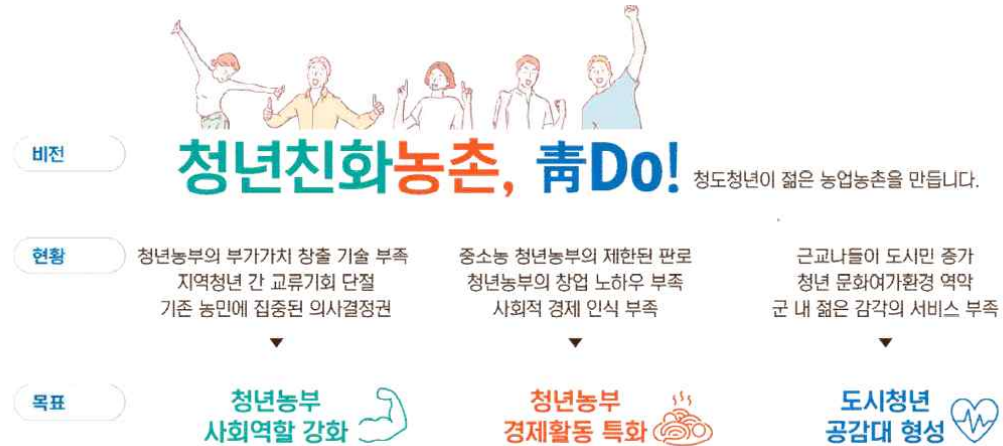 비전
청년친화농촌, 靑Do! 청도청년이 젊은 농업농촌을 만듭니다.
현황
청년농부의 부가가치 창출 기술 부족
지역청년 간 교류기회 단절
기존 농민에 집중된 의사결정권
중소농 청년농부의 제한된 판로
청년농부의 창업 노하우 부족
사회적 경제 인식 부족
근교나들이 도시민 증가
청년 문화여가환경 역약
군 내 젊은 감각의 서비스 부족
목표
청년농부
사회역할 강화
청년농부
경제활동 특화
도시청년
공감대 형성